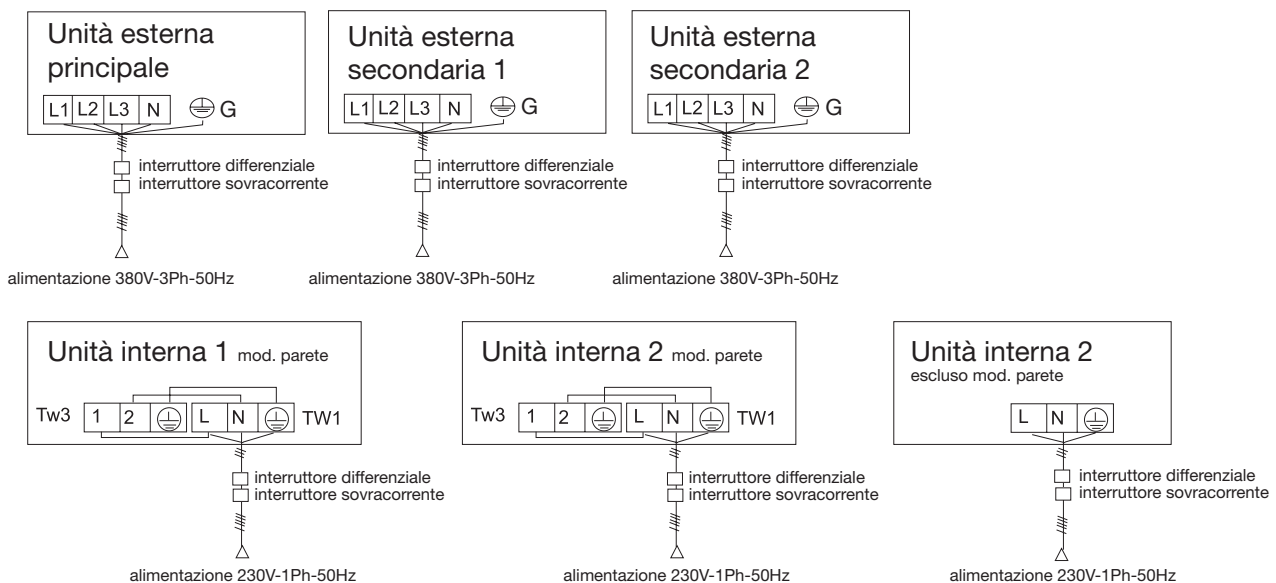 Unità esterna
principale
L1 L2 L3 N G
interruttore differenziale
interruttore sovracorrente
alimentazione 380V-3Ph-50Hz
Unità esterna
secondaria 1
L1 L2 L3 N G
interruttore differenziale
interruttore sovracorrente
alimentazione 380V-3Ph-50Hz
Unità esterna
secondaria 2
L1 L2 L3 N G
interruttore differenziale
interruttore sovracorrente
alimentazione 380V-3Ph-50Hz
Unità interna 1 mod. parete
Tw3 1 2 L N TW1
interruttore differenziale
interruttore sovracorrente
alimentazione 230V-1Ph-50Hz
Unità interna 2 mod. parete
Tw3 1 2 L N TW1
interruttore differenziale
interruttore sovracorrente
alimentazione 230V-1Ph-50Hz
Unità interna 2
escluso mod. parete
L N
interruttore differenziale
interruttore sovracorrente
alimentazione 230V-1Ph-50Hz